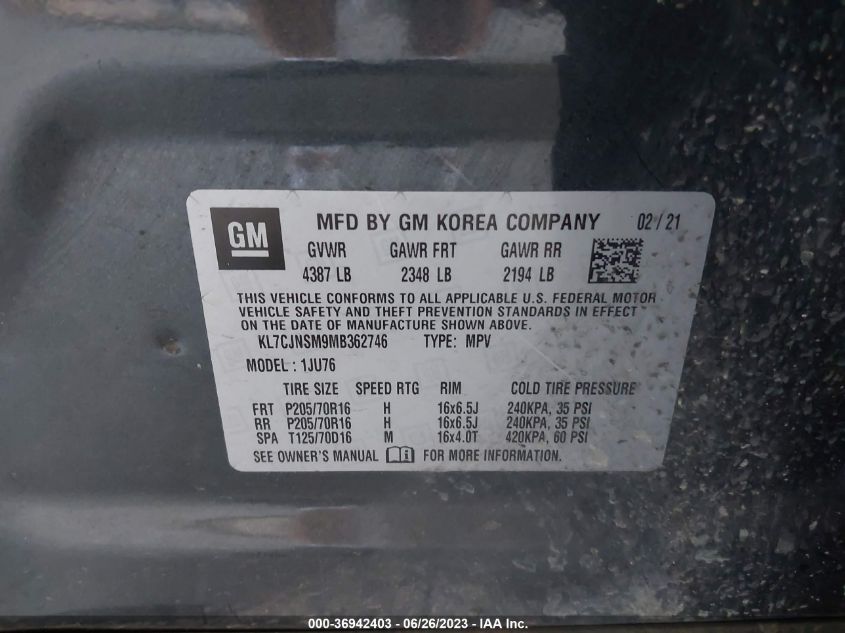 GM MFD BY GM KOREA COMPANY 02/21
GVWR GAWR FRT GAWR RR
4387 LB 2348 LB 2194 LB
THIS VEHICLE CONFORMS TO ALL APPLICABLE U.S. FEDERAL MOTOR
VEHICLE SAFETY AND THEFT PREVENTION STANDARDS IN EFFECT
ON THE DATE OF MANUFACTURE SHOWN ABOVE.
KL7CJNSM9MB362746 TYPE: MPV
MODEL: 1JU76
TIRE SIZE SPEED RTG RIM COLD TIRE PRESSURE
FRT P205/70R16 H 16x6.5J 240KPA, 35 PSI
RR P205/70R16 H 16x6.5J 240KPA, 35 PSI
SPA T125/70D16 M 16x4.0T 420KPA, 60 PSI
SEE OWNER'S MANUAL FOR MORE INFORMATION.
000-36942403 - 06/26/2023 - IAA Inc.